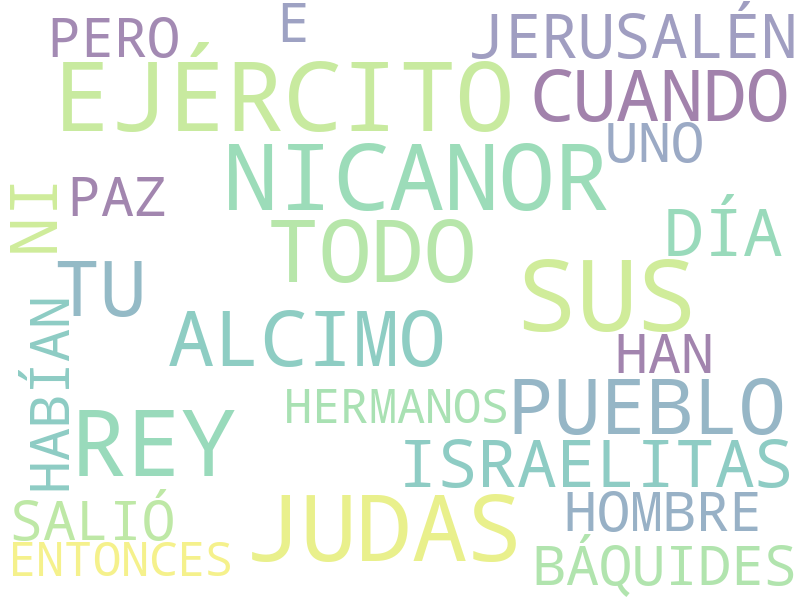 PERO
E
JERUSALÉN
EJÉRCITO
CUANDO
UNO
NICANOR
PAZ
NI
DÍA
TODO
TU
SUS
ALCIMO
HAN
HABÍAN
HERMANOS
PUEBLO
REY
ISRAELITAS
SALIÓ
JUDAS
HOMBRE
ENTONCES
BÁQUIDES